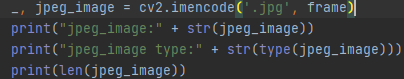 _, jpeg_image = cv2.imencode('.jpg', frame)
print("jpeg_image:" + str(jpeg_image))
print("jpeg_image type:" + str(type(jpeg_image)))
print(len(jpeg_image))